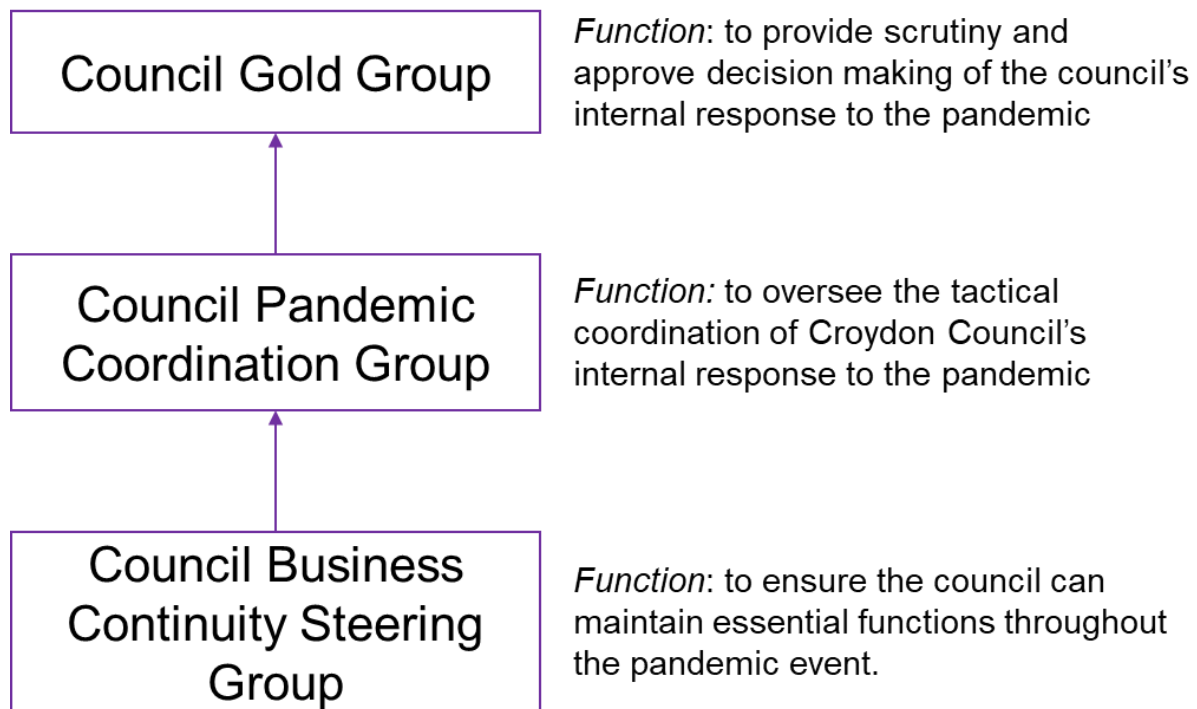 Council Gold Group
Function: to provide scrutiny and
approve decision making of the council’s
internal response to the pandemic
Council Pandemic
Coordination Group
Function: to oversee the tactical
coordination of Croydon Council’s
internal response to the pandemic
Council Business
Continuity Steering
Group
Function: to ensure the council can
maintain essential functions throughout
the pandemic event.